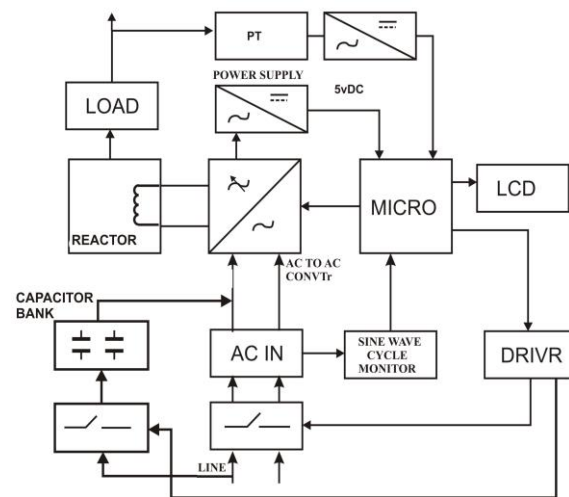 PT
POWER SUPPLY
5vDC
LOAD
REACTOR
MICRO
LCD
AC TO AC
CONVTr
CAPACITOR
BANK
AC IN
SINE WAVE
CYCLE
MONITOR
DRIVR
LINE